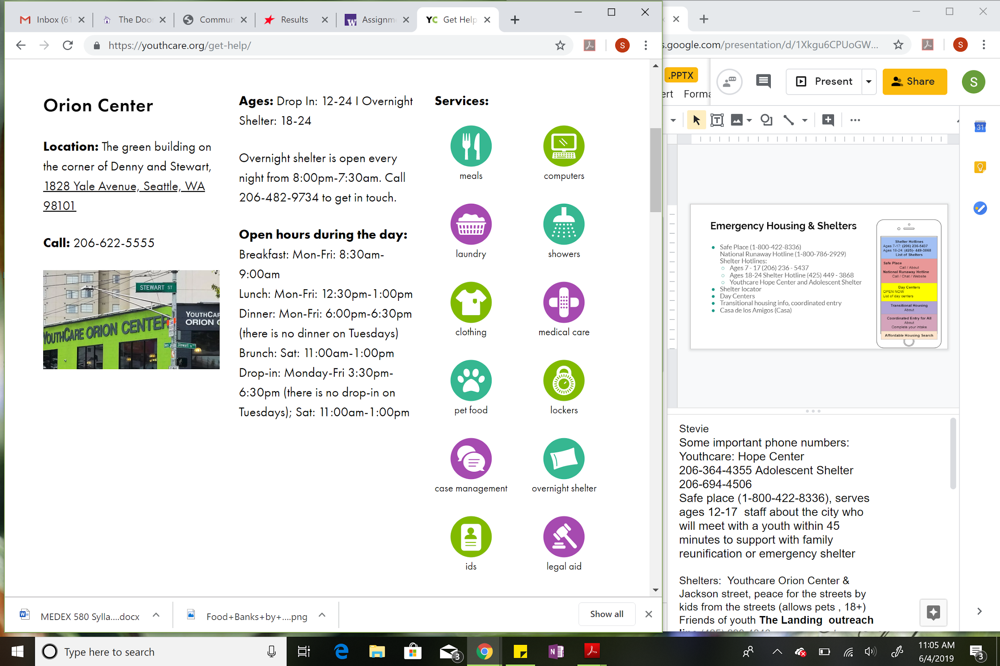 Inbox (61
The Doo
Commun
Results
Assignm
YC Get Help
https://youthcare.org/get-help/
S
Orion Center
Location: The green building on
the corner of Denny and Stewart,
1828 Yale Avenue, Seattle, WA
98101
Call: 206-622-5555
STEWART ST
YOUTHCARE ORION CENTER
YOUTHCAR
ORION C
Stewart St
ONE
Ages: Drop In: 12-24 I Overnight
Shelter: 18-24
Overnight shelter is open every
night from 8:00pm-7:30am. Call
206-482-9734 to get in touch.
Open hours during the day:
Breakfast: Mon-Fri: 8:30am-
9:00am
Lunch: Mon-Fri: 12:30pm-1:00pm
Dinner: Mon-Fri: 6:00pm-6:30pm
(there is no dinner on Tuesdays)
Brunch: Sat: 11:00am-1:00pm
Drop-in: Monday-Fri 3:30pm-
6:30pm (there is no drop-in on
Tuesdays); Sat: 11:00am-1:00pm
Services:
meals
computers
laundry
showers
clothing
medical care
pet food
lockers
case management
overnight shelter
ids
legal aid
MEDEX 580 Sylla....docx
Food+Banks+by+....png
Show all
s.google.com/presentation/d/1Xkgu6CPUoGW...
S
.PPTX
ert Forma
Present
Share
S
31
Emergency Housing & Shelters
Safe Place (1-800-422-8336)
National Runaway Hotline (1-800-786-2929)
Shelter Hotlines:
Ages 7 - 17 (206) 236 - 5437
Ages 18-24 Shelter Hotline (425) 449 - 3868
Youthcare Hope Center and Adolescent Shelter
Shelter locator
Day Centers
Transitional housing info, coordinated entry
Casa de los Amigos (Casa)
Shelter Hotlines
Ages 7-17: (206) 236-5437
Ages 18-24: (425)- 449-3868
List of Shelters
Safe Place
Call / About
National Runaway Hotline
Call / Chat / Website
Day Centers
OPEN NOW
List of day centers
Transitional Housing
About
Coordinated Entry for All
About
Complete your intake
Affordable Housing Search
Stevie
Some important phone numbers:
Youthcare: Hope Center
206-364-4355 Adolescent Shelter
206-694-4506
Safe place (1-800-422-8336), serves
ages 12-17 staff about the city who
will meet with a youth within 45
minutes to support with family
reunification or emergency shelter
Shelters: Youthcare Orion Center &
Jackson street, peace for the streets by
kids from the streets (allows pets , 18+)
Friends of youth The Landing outreach
Type here to search
3
11:05 AM
6/4/2019
3